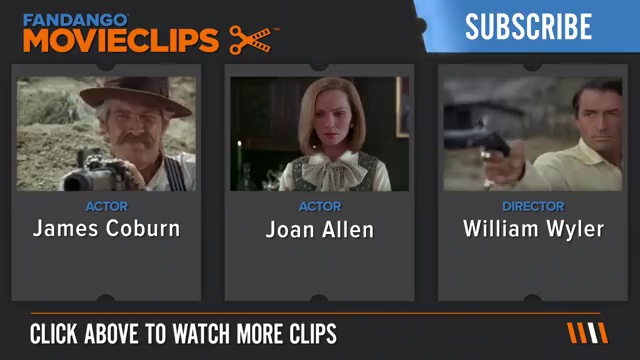 FANDANGO
MOVIECLIPS
SUBSCRIBE
ACTOR
James Coburn
ACTOR
Joan Allen
DIRECTOR
William Wyler
CLICK ABOVE TO WATCH MORE CLIPS